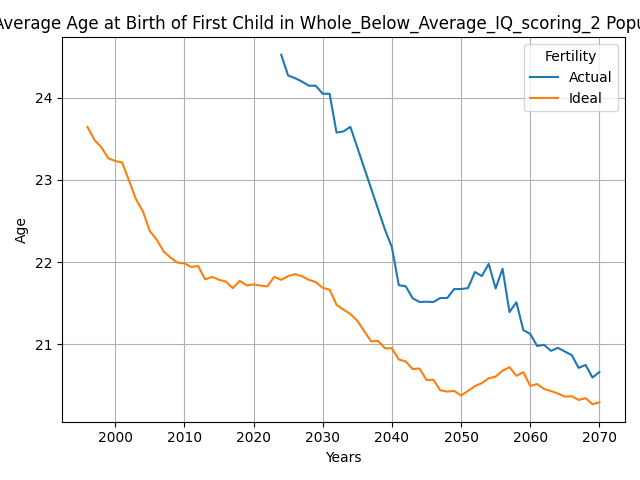 Average Age at Birth of First Child in Whole_Below_Average_IQ_scoring_2
Fertility
Actual
Ideal
24
23
22
21
Age
2000
2010
2020
2030
2040
2050
2060
2070
Years